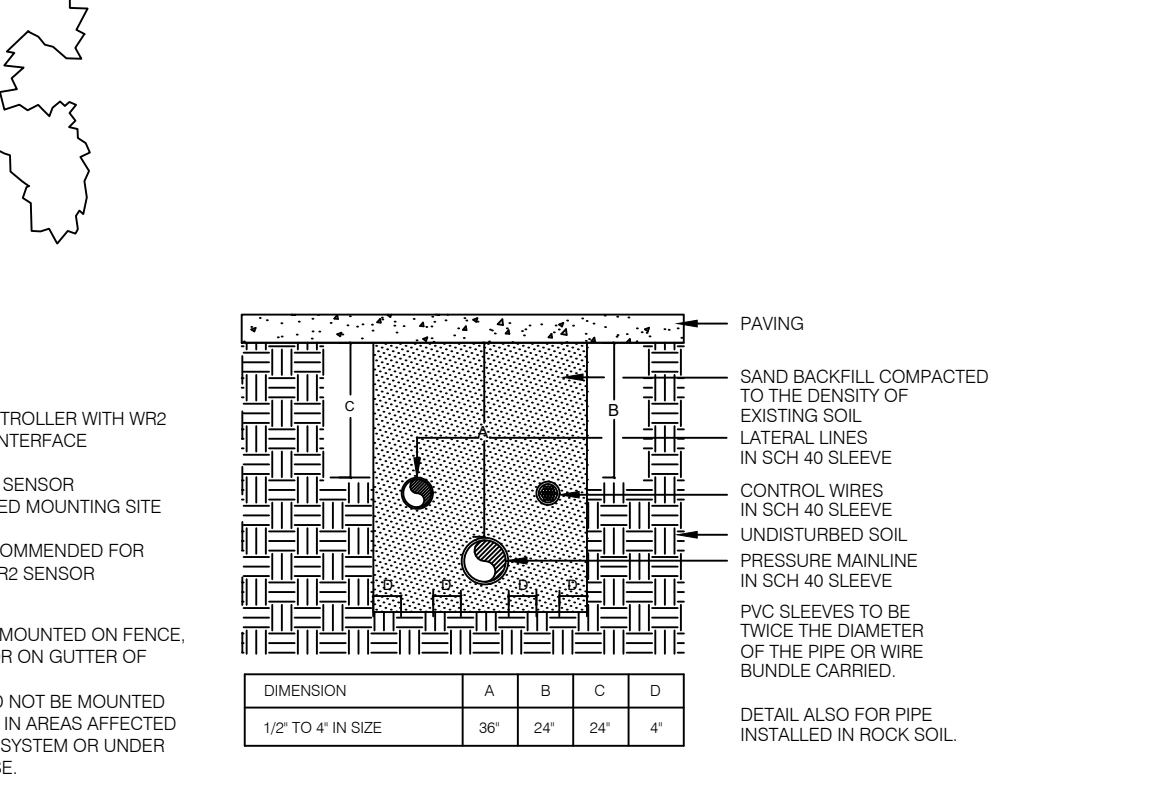 TROLLER WITH WR2
NTERFACE
SENSOR
ED MOUNTING SITE
OMMENDED FOR
R2 SENSOR
MOUNTED ON FENCE,
OR ON GUTTER OF
NOT BE MOUNTED
IN AREAS AFFECTED
SYSTEM OR UNDER
SE.
C
A
B
D D D D
PAVING
SAND BACKFILL COMPACTED
TO THE DENSITY OF
EXISTING SOIL
LATERAL LINES
IN SCH 40 SLEEVE
CONTROL WIRES
IN SCH 40 SLEEVE
UNDISTURBED SOIL
PRESSURE MAINLINE
IN SCH 40 SLEEVE
PVC SLEEVES TO BE
TWICE THE DIAMETER
OF THE PIPE OR WIRE
BUNDLE CARRIED.
DETAIL ALSO FOR PIPE
INSTALLED IN ROCK SOIL.
DIMENSION A B C D
1/2" TO 4" IN SIZE 36" 24" 24" 4"